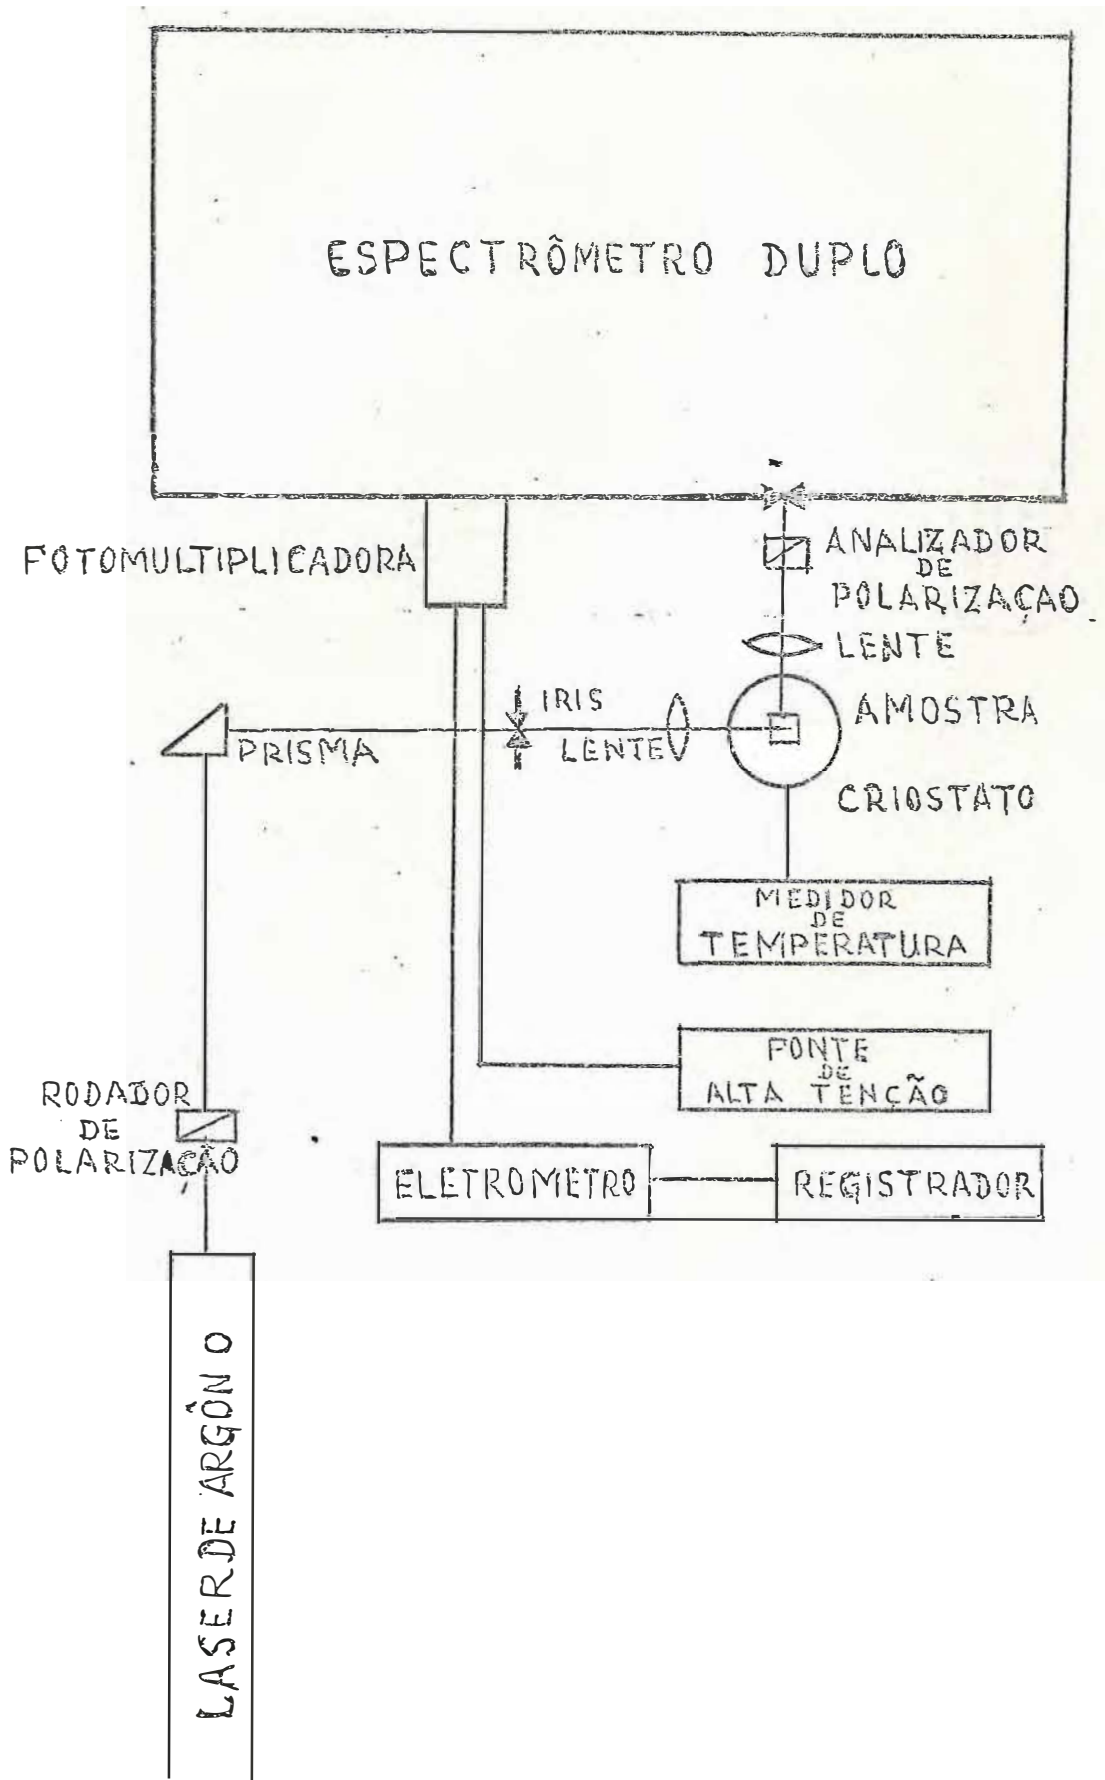 ESPECTRÔMETRO DUPLO
FOTOMULTIPLICADORA
ANALIZADOR
DE
POLARIZAÇAO
LENTE
IRIS
AMOSTRA
PRISMA
LENTE
CRIOSTATO
MEDIDOR
DE
TEMPERATURA
FONTE
DE
ALTA TENÇÃO
RODADOR
DE
POLARIZAÇÃO
ELETROMETRO
REGISTRADOR
LASER DE ARGÔNO